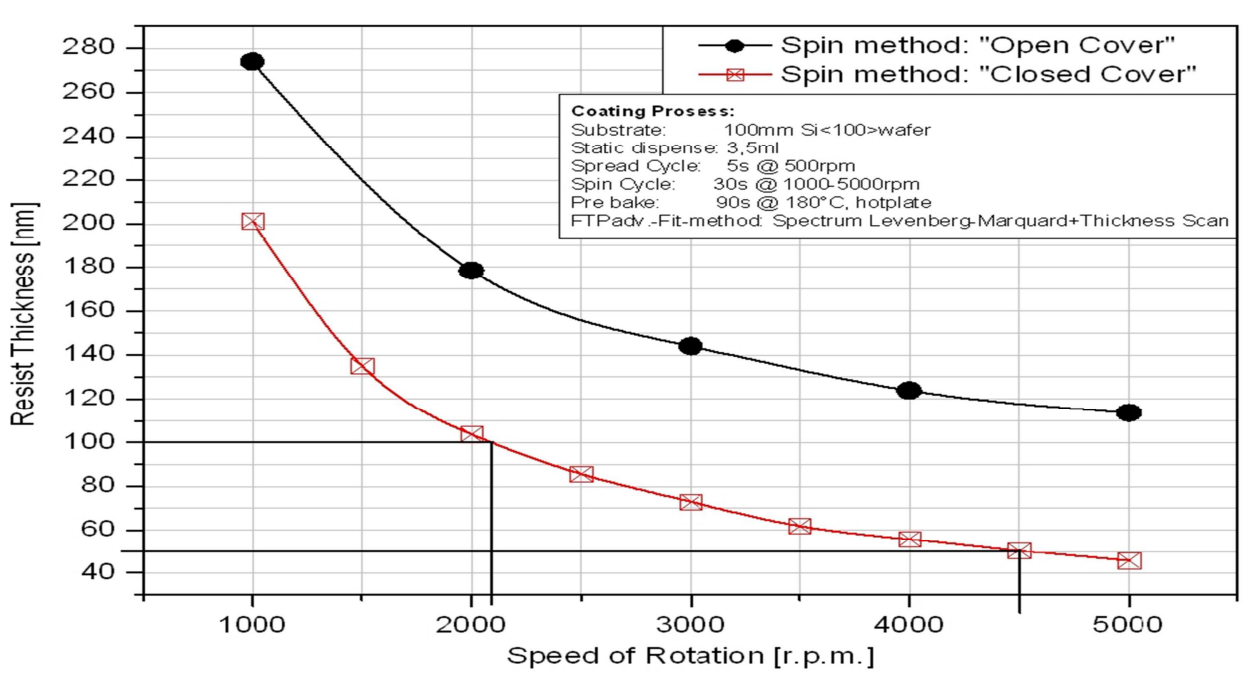 Spin method: "Open Cover"
Spin method: "Closed Cover"
Coating Prosess:
Substrate: 100mm Si<100>wafer
Static dispense: 3,5ml
Spread Cycle: 5s @ 500rpm
Spin Cycle: 30s @ 1000-5000rpm
Pre bake: 90s @ 180°C, hotplate
FTPadv.-Fit-method: Spectrum Levenberg-Marquard+Thickness Scan
Resist Thickness [nm]
280
260
240
220
200
180
160
140
120
100
80
60
40
1000 2000 3000 4000 5000
Speed of Rotation [r.p.m.]